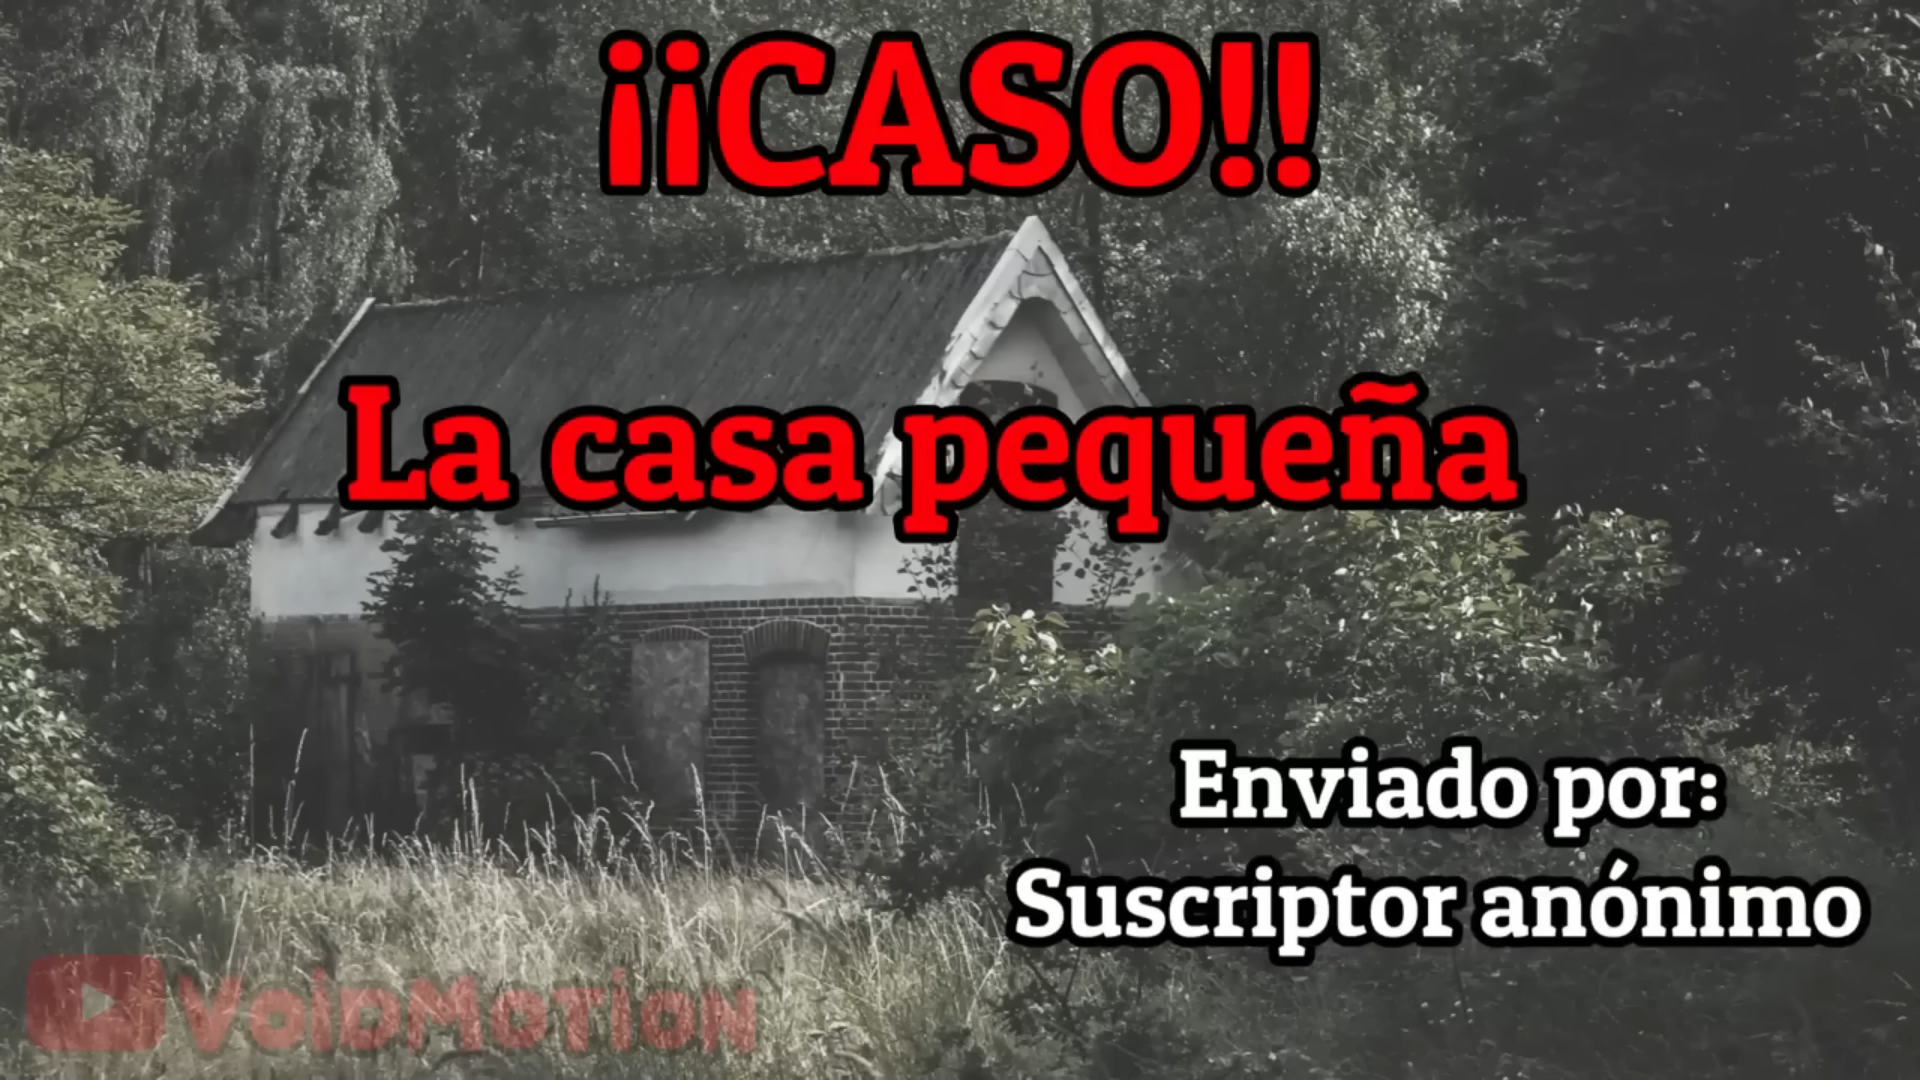 ¡¡CASO!!
La casa pequeña
Enviado por:
Suscriptor anónimo
VoidMotion